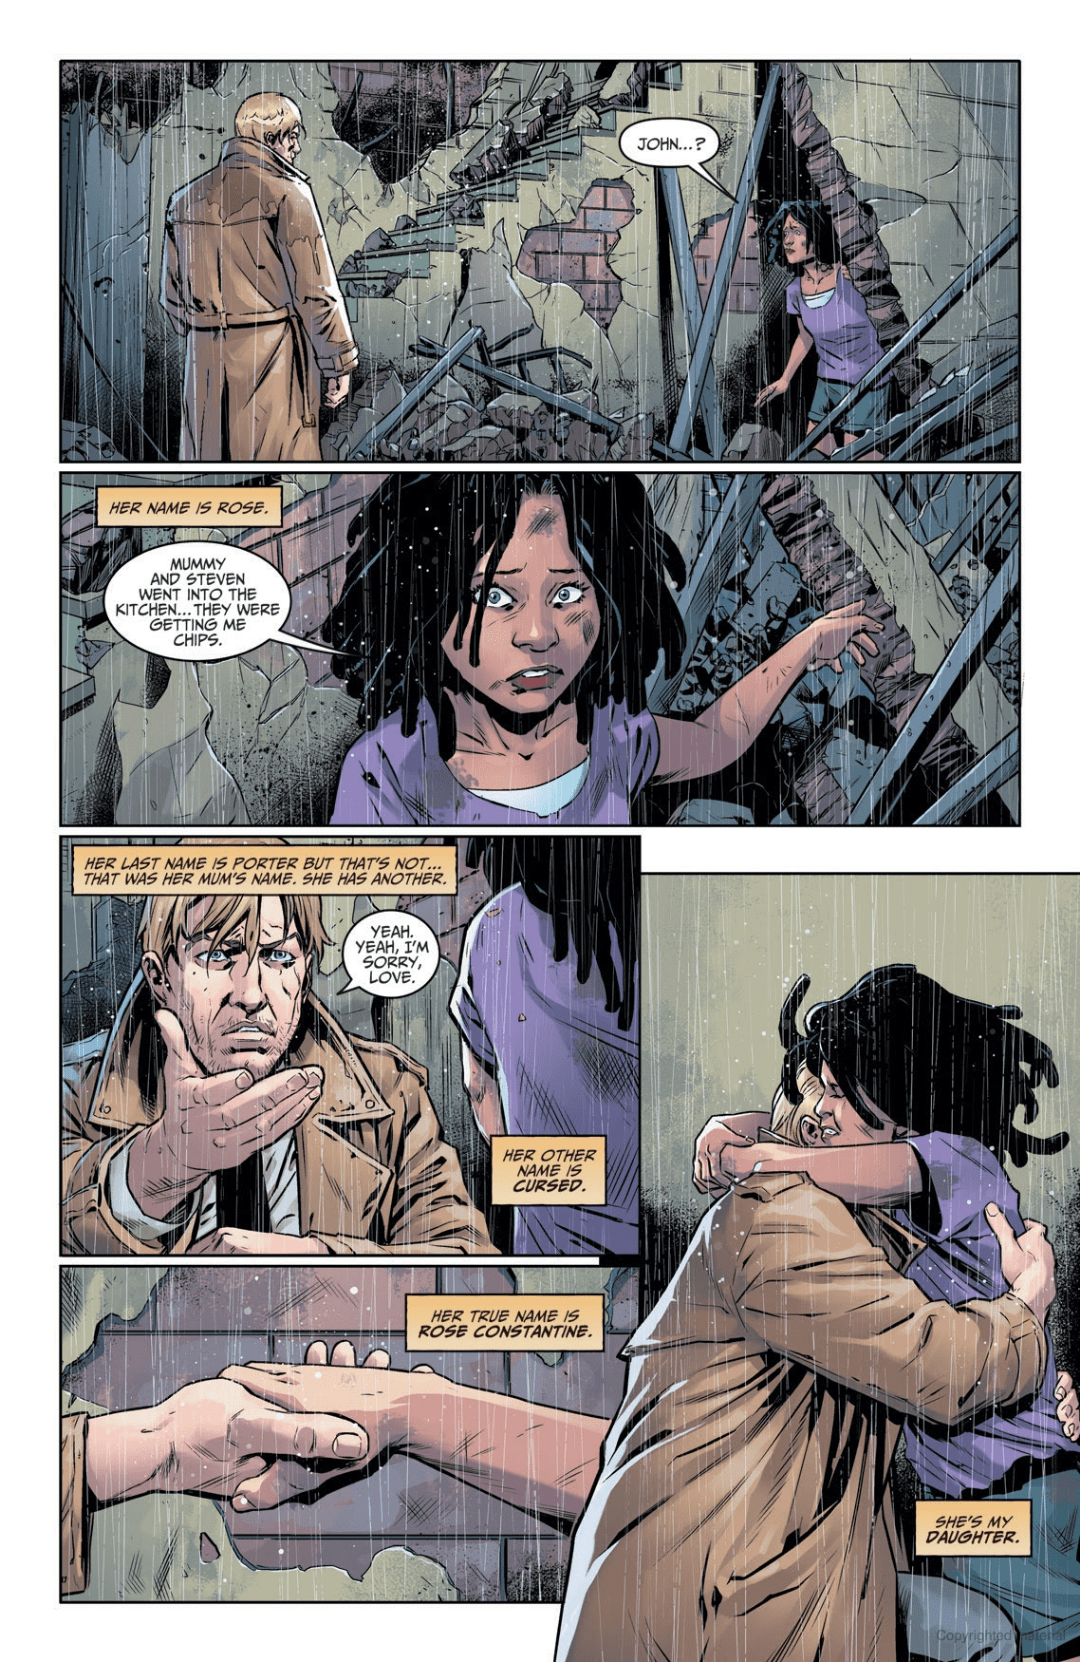 JOHN...?
HER NAME IS ROSE.
MUMMY
AND STEVEN
WENT INTO THE
KITCHEN...THEY WERE
GETTING ME
CHIPS.
HER LAST NAME IS PORTER BUT THAT'S NOT...
THAT WAS HER MUM'S NAME. SHE HAS ANOTHER.
YEAH.
YEAH, I'M
SORRY,
LOVE.
HER OTHER
NAME IS
CURSED.
HER TRUE NAME IS
ROSE CONSTANTINE.
SHE'S MY
DAUGHTER.
Copyrighted material